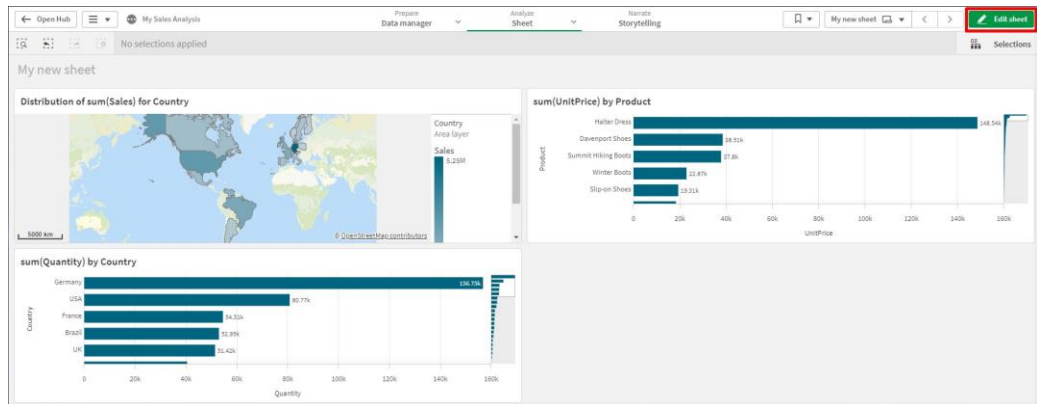 Open Hub
My Sales Analysis
Prepare
Data manager
Analyze
Sheet
Narrate
Storytelling
My new sheet
Edit sheet
No selections applied
Selections
My new sheet
Distribution of sum(Sales) for Country
Country
Area layer
Sales
5.25M
5000 km
© OpenStreetMap contributors
sum(UnitPrice) by Product
Product
Halter Dress
148.54k
Davenport Shoes
38.51k
Summit Hiking Boots
37.8k
Winter Boots
22.87k
Slip-on Shoes
19.31k
0 20k 40k 60k 80k 100k 120k 140k 160k
UnitPrice
sum(Quantity) by Country
Country
Germany
156.75k
USA
80.77k
France
54.51k
Brazil
52.95k
UK
51.42k
0 20k 40k 60k 80k 100k 120k 140k 160k
Quantity